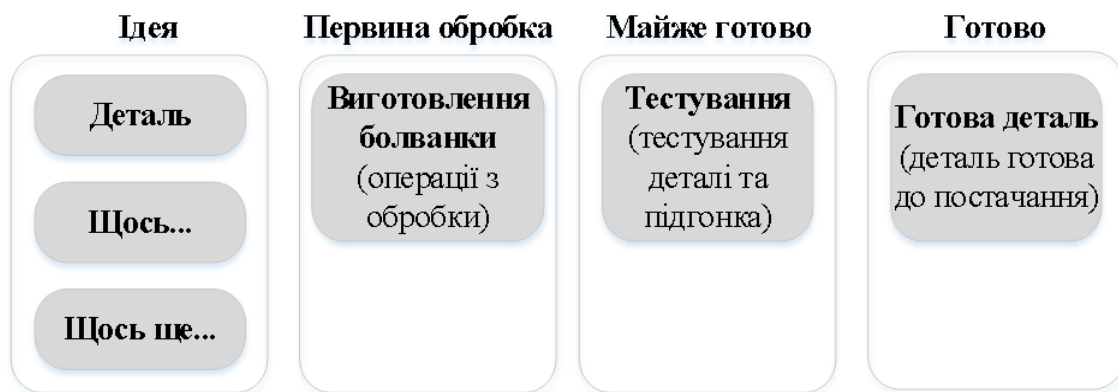 Ідея
Первина обробка
Майже готово
Готово
Деталь
Щось...
Щось ще...
Виготовлення
болванки
(операції з
обробки)
Тестування
(тестування
деталі та
підгонка)
Готова деталь
(деталь готова
до постачання)